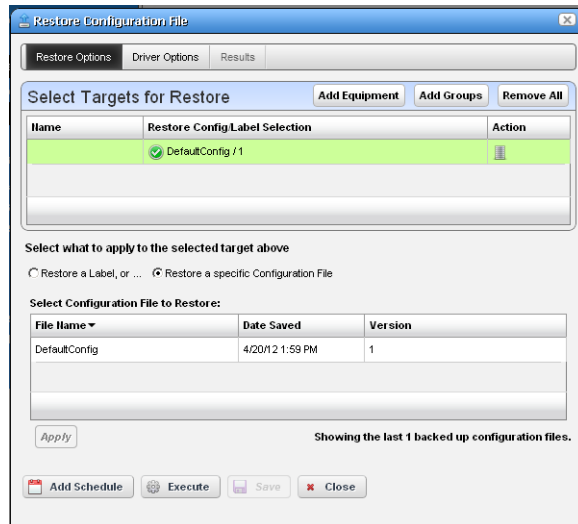 Restore Configuration File
Restore Options Driver Options Results
Select Targets for Restore Add Equipment Add Groups Remove All
Name Restore Config/Label Selection Action
DefaultConfig / 1
Select what to apply to the selected target above
Restore a Label, or ... Restore a specific Configuration File
Select Configuration File to Restore:
File Name Date Saved Version
DefaultConfig 4/20/12 1:59 PM 1
Apply Showing the last 1 backed up configuration files.
Add Schedule Execute Save Close